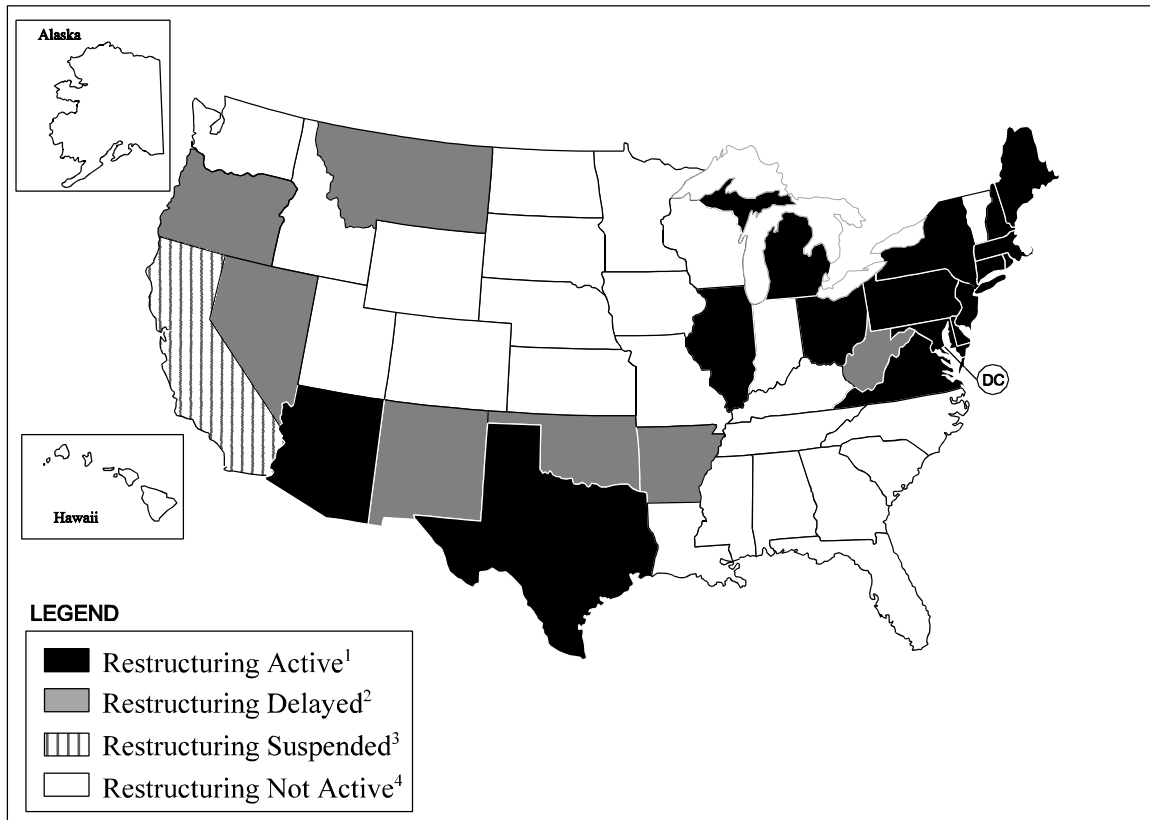 Alaska
DC
Hawaii
LEGEND
Restructuring Active¹
Restructuring Delayed²
Restructuring Suspended³
Restructuring Not Active⁴